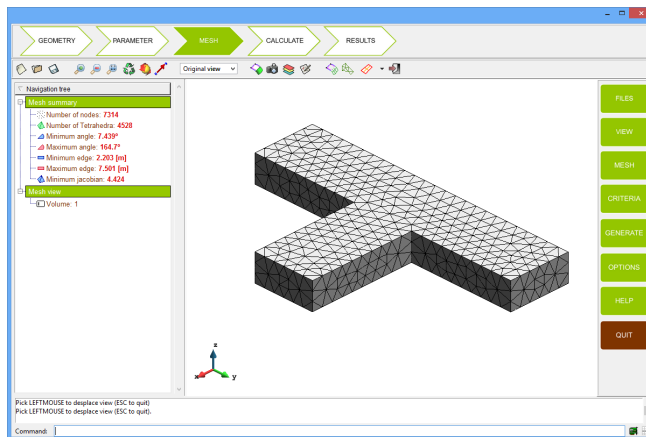 GEOMETRY
PARAMETER
MESH
CALCULATE
RESULTS
Original view
Navigation tree
Mesh summary
Number of nodes: 7314
Number of Tetrahedra: 4528
Minimum angle: 7.439º
Maximum angle: 164.7º
Minimum edge: 2.203 [m]
Maximum edge: 7.501 [m]
Minimum jacobian: 4.424
Mesh view
Volume: 1
FILES
VIEW
MESH
CRITERIA
GENERATE
OPTIONS
HELP
QUIT
z
x
y
Pick LEFTMOUSE to desplace view (ESC to quit)
Pick LEFTMOUSE to desplace view (ESC to quit).
Command: